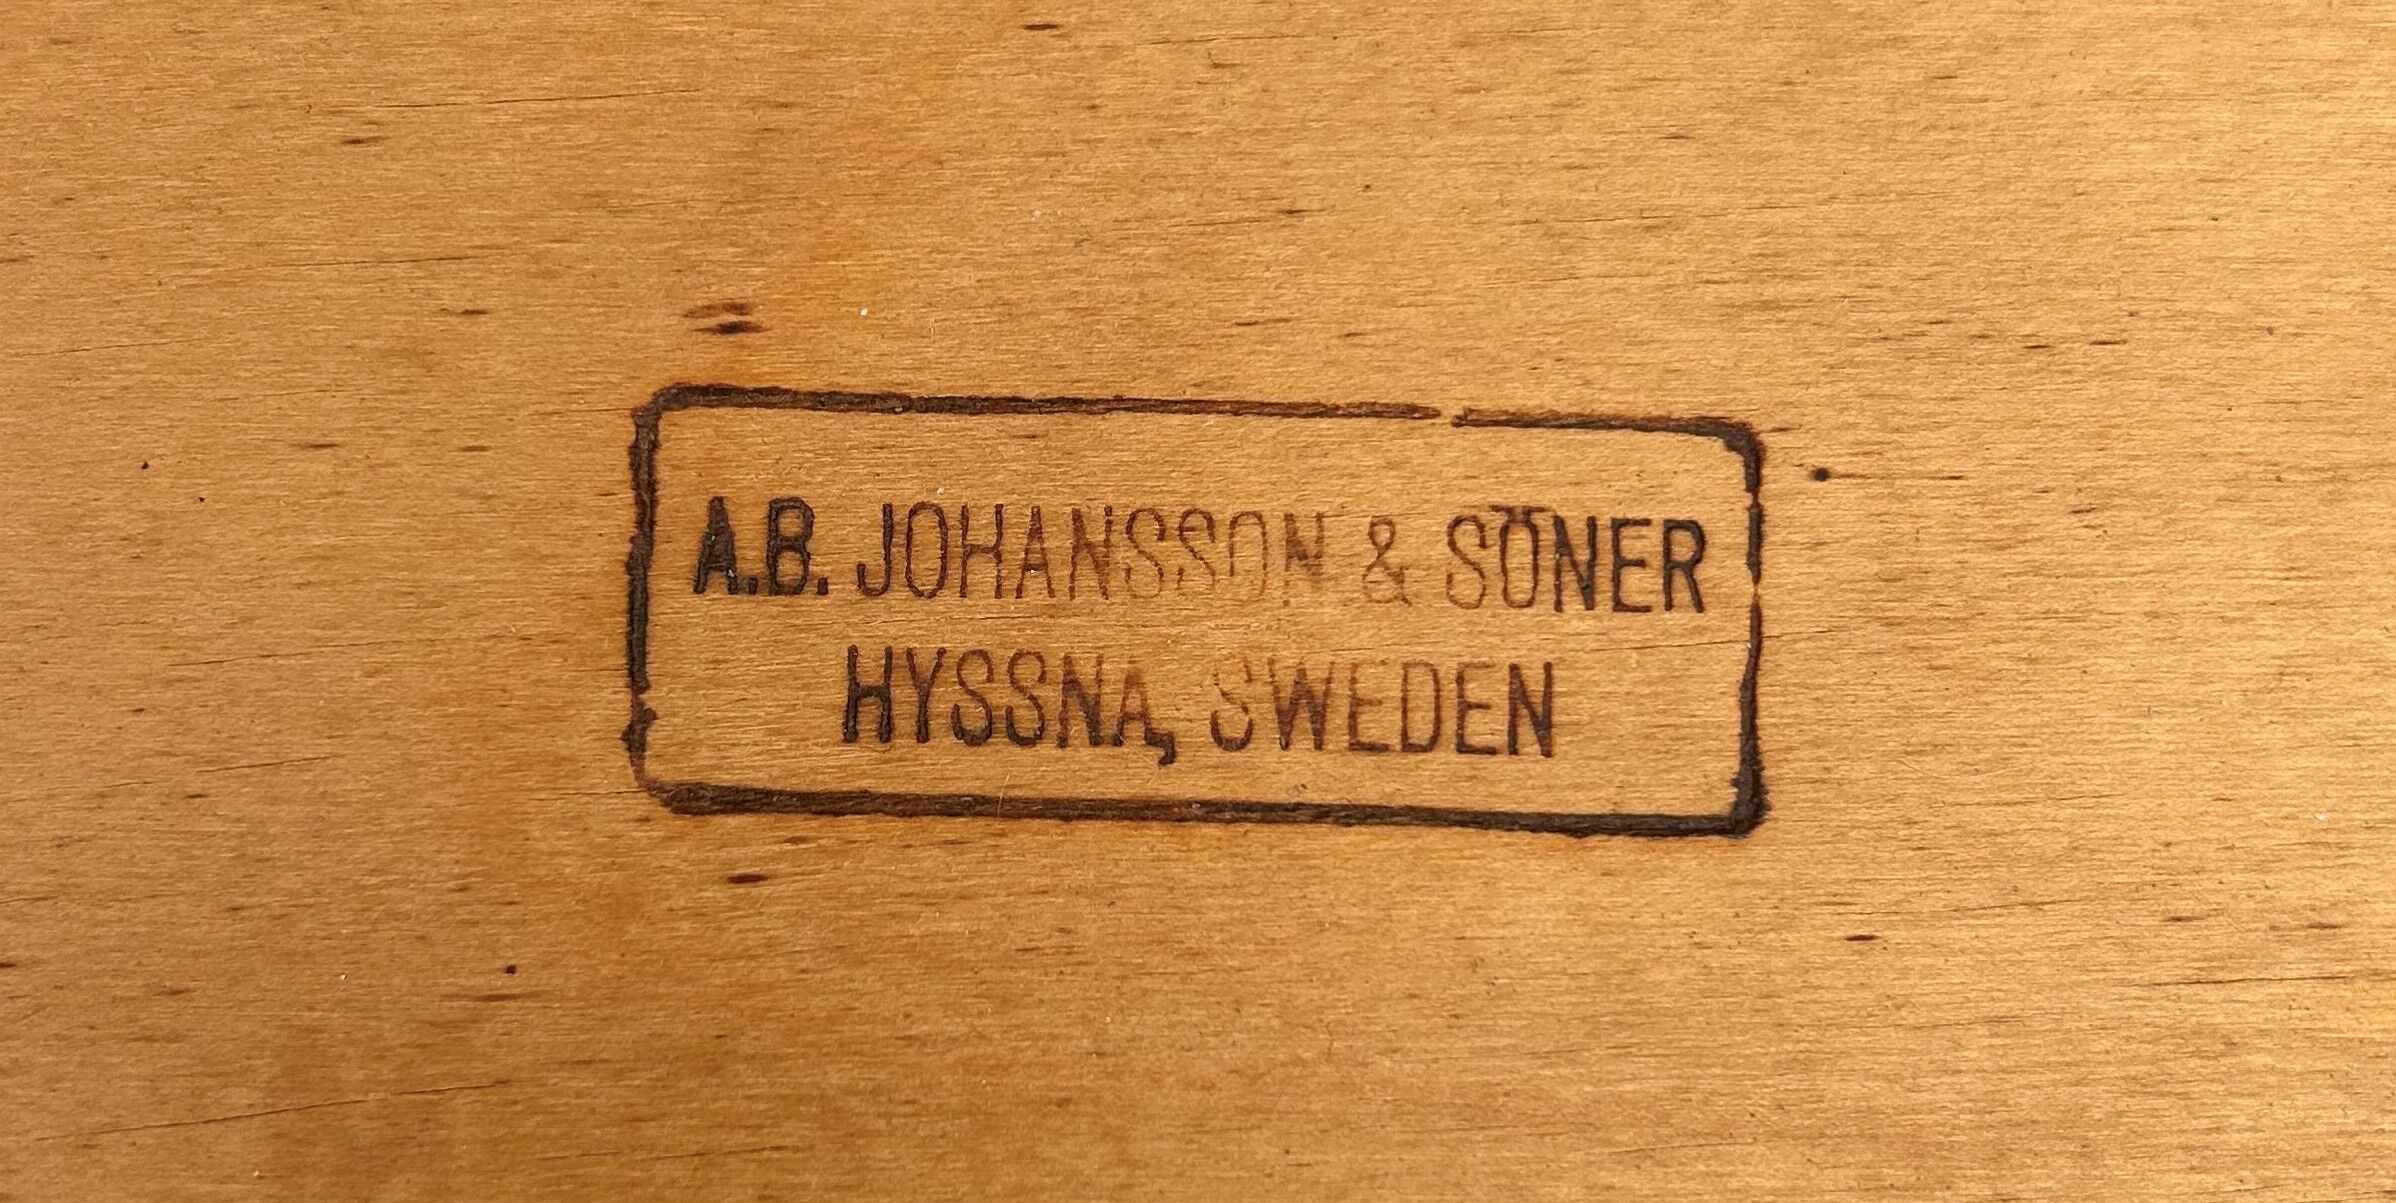 A.B. JOHANSSON & SÖNER
HYSSNA, SWEDEN